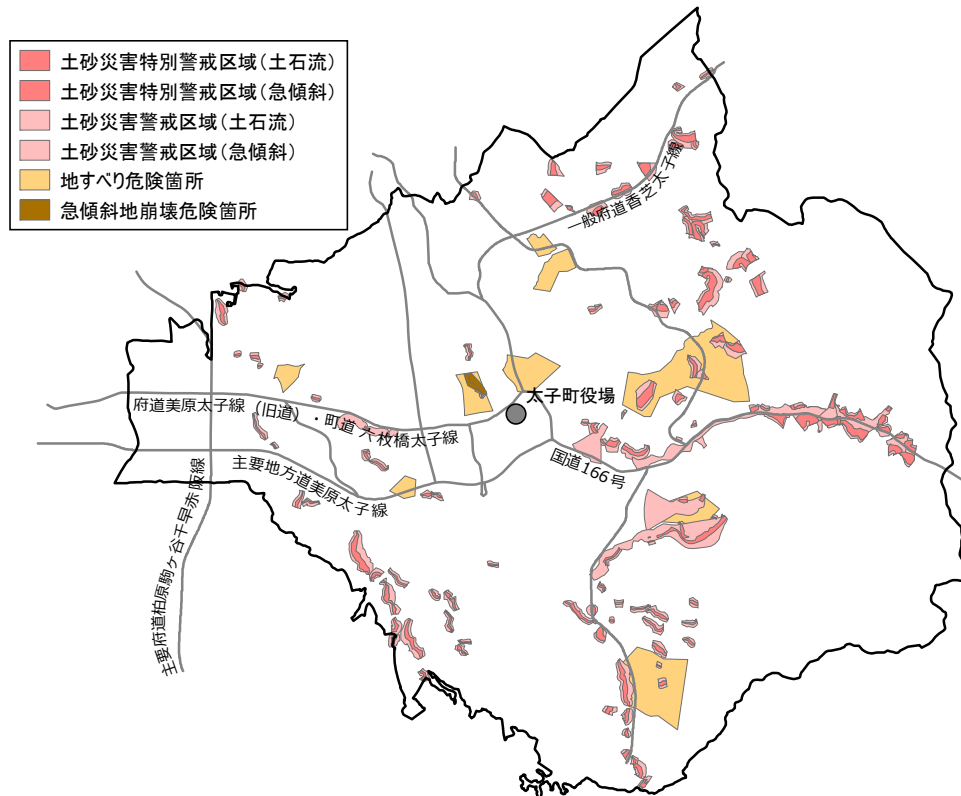 土砂災害特別警戒区域(土石流)
土砂災害特別警戒区域(急傾斜)
土砂災害警戒区域(土石流)
土砂災害警戒区域(急傾斜)
地すべり危険箇所
急傾斜地崩壊危険箇所
一般府道香芝太子線
太子町役場
府道美原太子線(旧道)・町道六枚橋太子線
国道166号
主要地方道美原太子線
主要府道柏原駒ヶ谷千早赤阪線